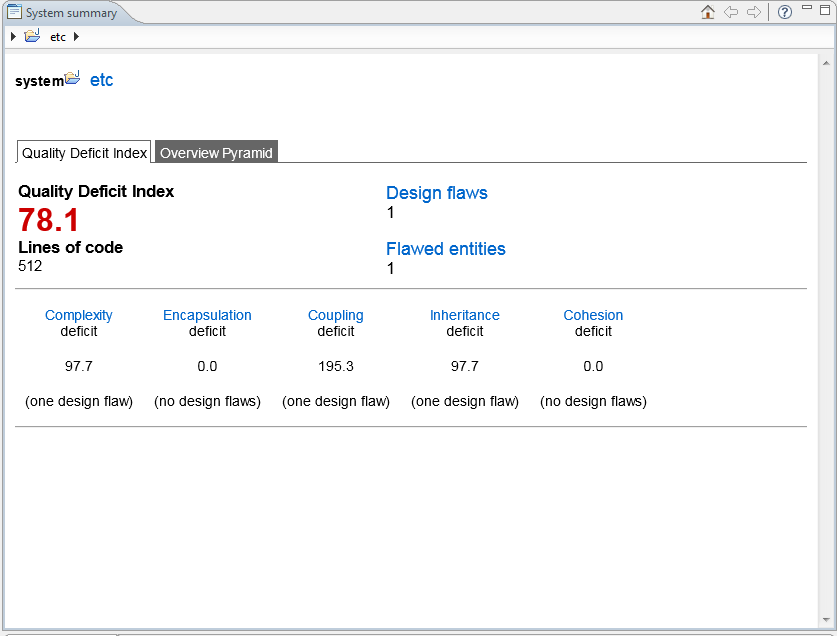 System summary
etc
system etc
Quality Deficit Index Overview Pyramid
Quality Deficit Index
78.1
Lines of code
512
Design flaws
1
Flawed entities
1
Complexity Encapsulation Coupling Inheritance Cohesion
deficit deficit deficit deficit deficit
97.7 0.0 195.3 97.7 0.0
(one design flaw) (no design flaws) (one design flaw) (one design flaw) (no design flaws)